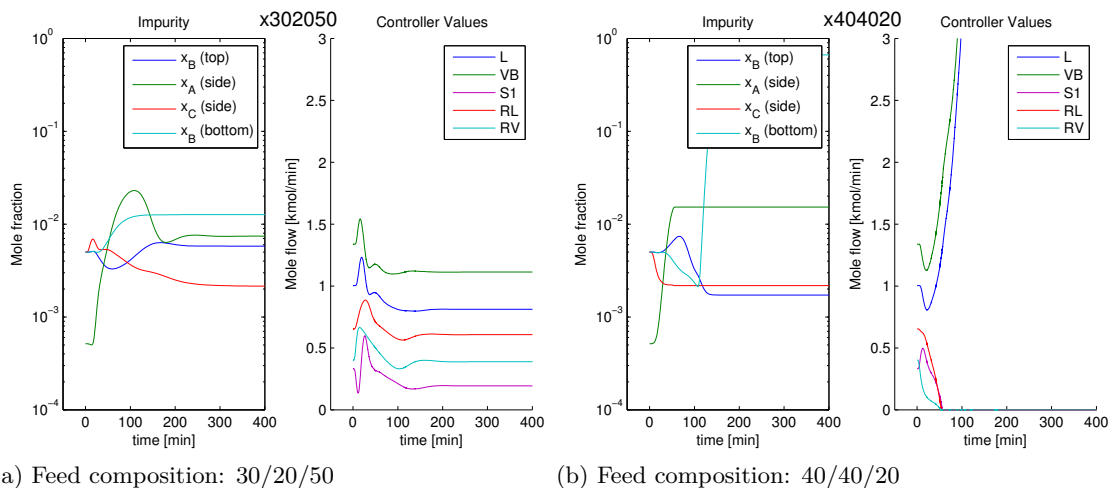 x302050
Impurity
Controller Values
10^0
10^-1
10^-2
10^-3
10^-4
Mole fraction
x_B (top)
x_A (side)
x_C (side)
x_B (bottom)
0 100 200 300 400
time [min]
3
2.5
2
1.5
1
0.5
0
Mole flow [kmol/min]
L
VB
S1
RL
RV
0 100 200 300 400
time [min]
x404020
Impurity
Controller Values
10^0
10^-1
10^-2
10^-3
10^-4
Mole fraction
x_B (top)
x_A (side)
x_C (side)
x_B (bottom)
0 100 200 300 400
time [min]
3
2.5
2
1.5
1
0.5
0
Mole flow [kmol/min]
L
VB
S1
RL
RV
0 100 200 300 400
time [min]
a) Feed composition: 30/20/50
(b) Feed composition: 40/40/20